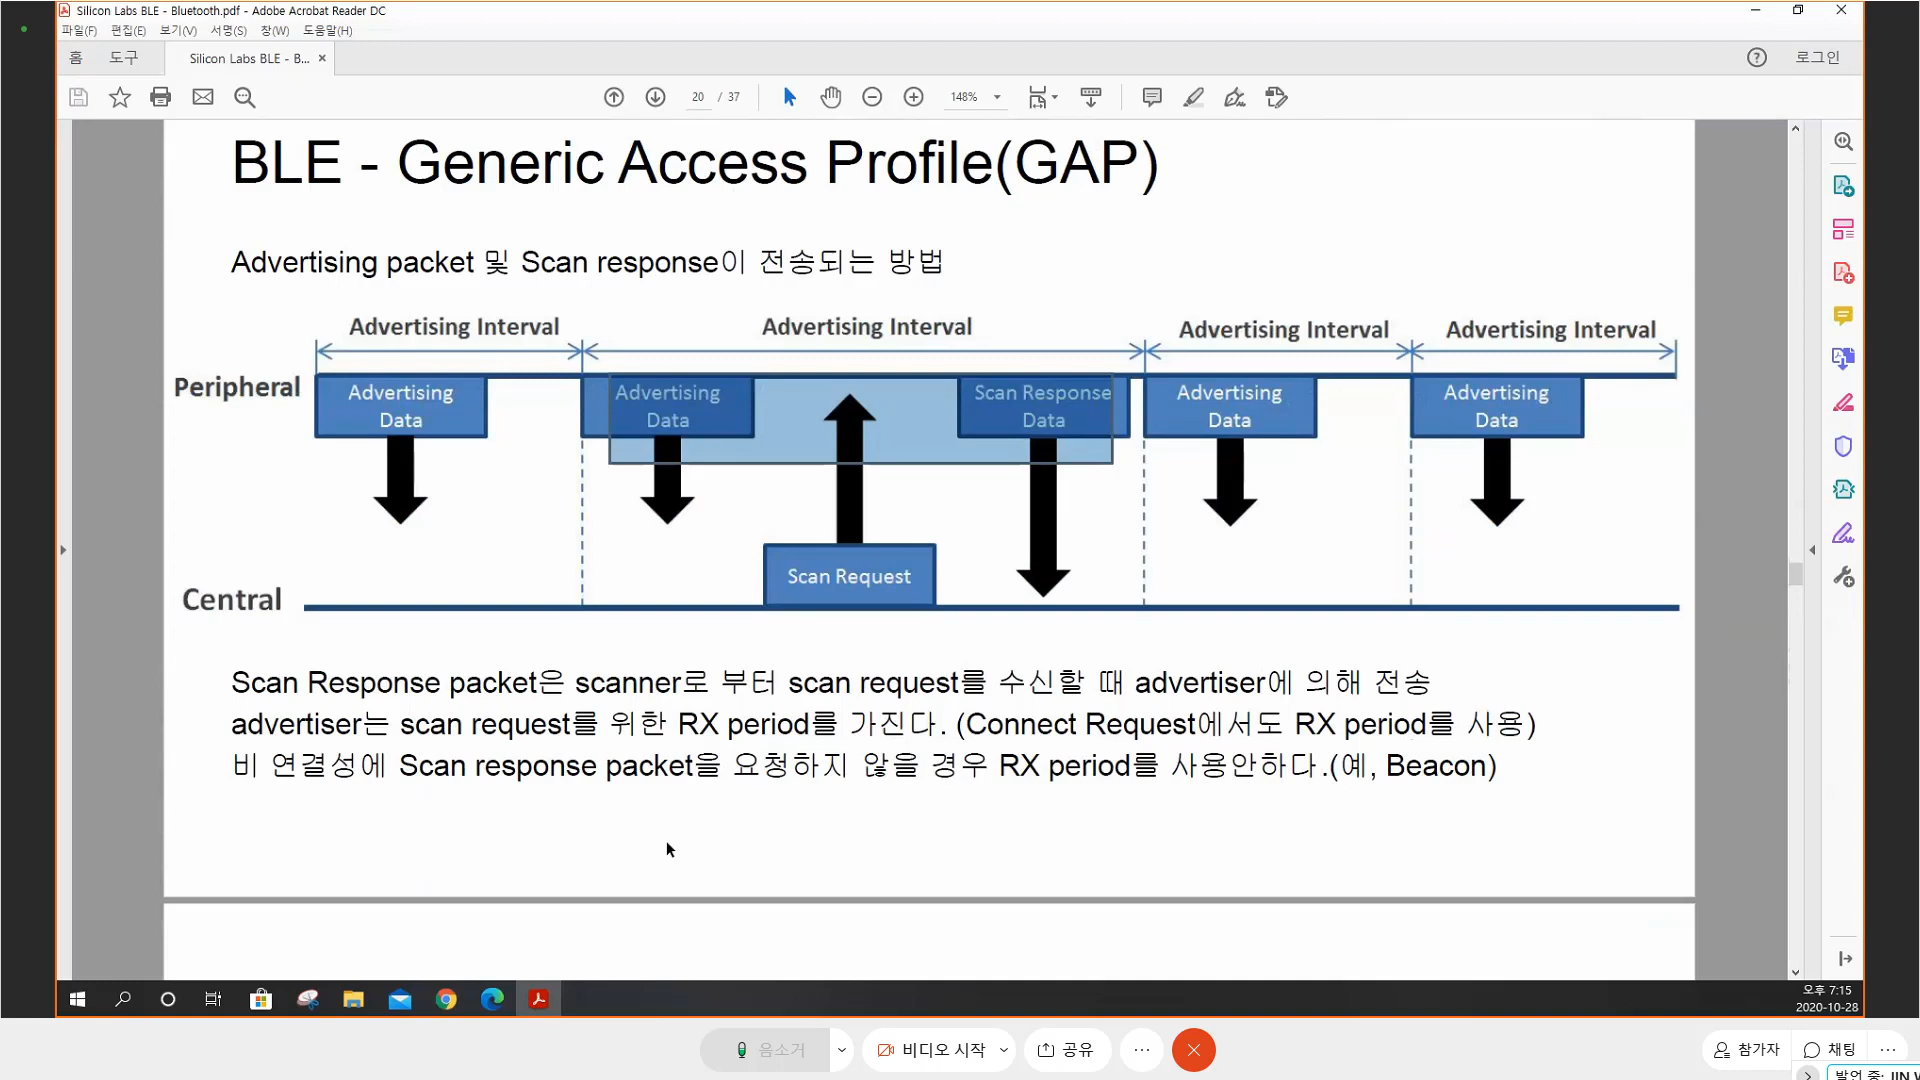 Silicon Labs BLE - Bluetooth.pdf - Adobe Acrobat Reader DC
파일(F) 편집(E) 보기(V) 서명(S) 창(W) 도움말(H)
홈 도구 Silicon Labs BLE - B... × 로그인
20 / 37 148%
BLE - Generic Access Profile(GAP)
Advertising packet 및 Scan response이 전송되는 방법
Advertising Interval Advertising Interval Advertising Interval Advertising Interval
Peripheral
Advertising Data
Advertising Data
Scan Response Data
Advertising Data
Advertising Data
Scan Request
Central
Scan Response packet은 scanner로 부터 scan request를 수신할 때 advertiser에 의해 전송
advertiser는 scan request를 위한 RX period를 가진다. (Connect Request에서도 RX period를 사용)
비 연결성에 Scan response packet을 요청하지 않을 경우 RX period를 사용안하다.(예, Beacon)
오후 7:15
2020-10-28
음소거 비디오 시작 공유 참가자 채팅
발언 중: JIN